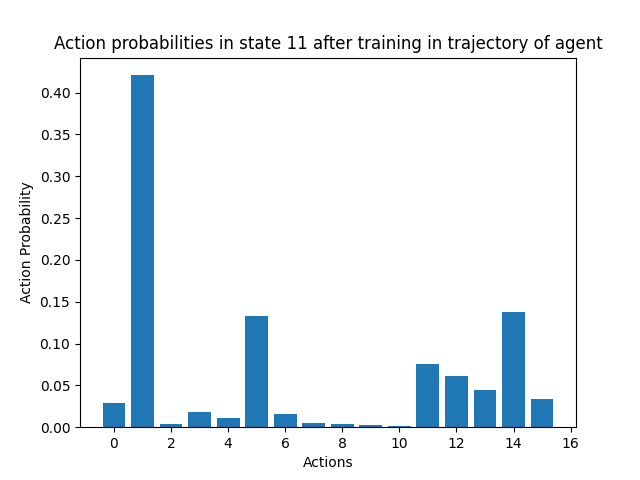 Action probabilities in state 11 after training in trajectory of agent
0.40
0.35
0.30
0.25
0.20
0.15
0.10
0.05
0.00
Action Probability
0 2 4 6 8 10 12 14 16
Actions